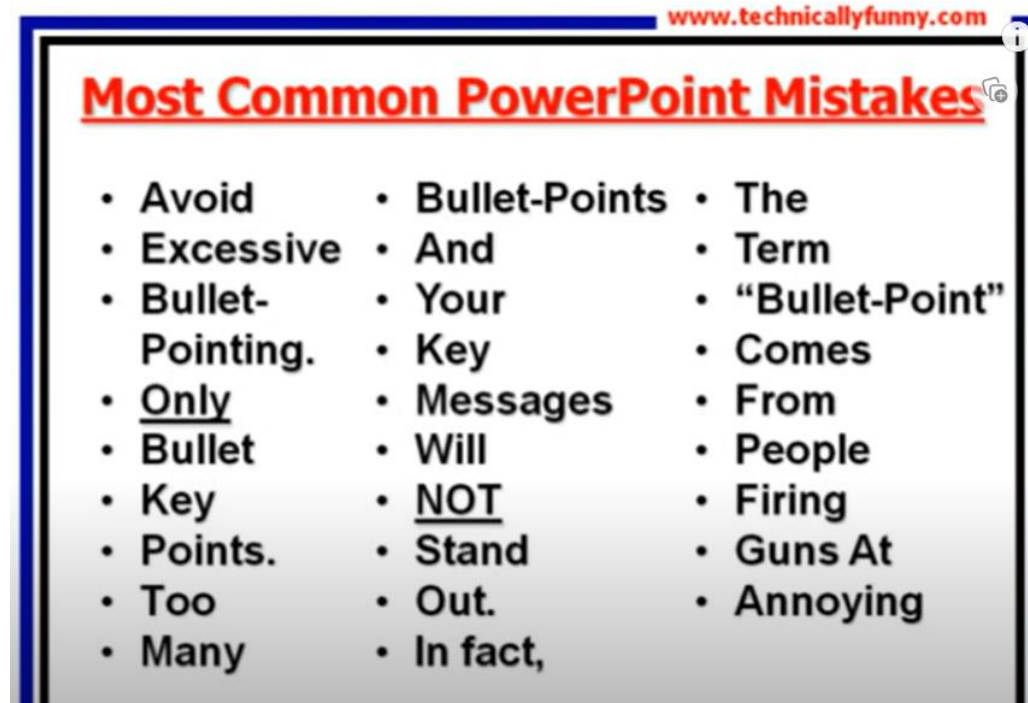 www.technicallyfunny.com
Most Common PowerPoint Mistakes
• Avoid
• Excessive
• Bullet-
Pointing.
• Only
• Bullet
• Key
• Points.
• Too
• Many
• Bullet-Points
• And
• Your
• Key
• Messages
• Will
• NOT
• Stand
• Out.
• In fact,
• The
• Term
• “Bullet-Point”
• Comes
• From
• People
• Firing
• Guns At
• Annoying